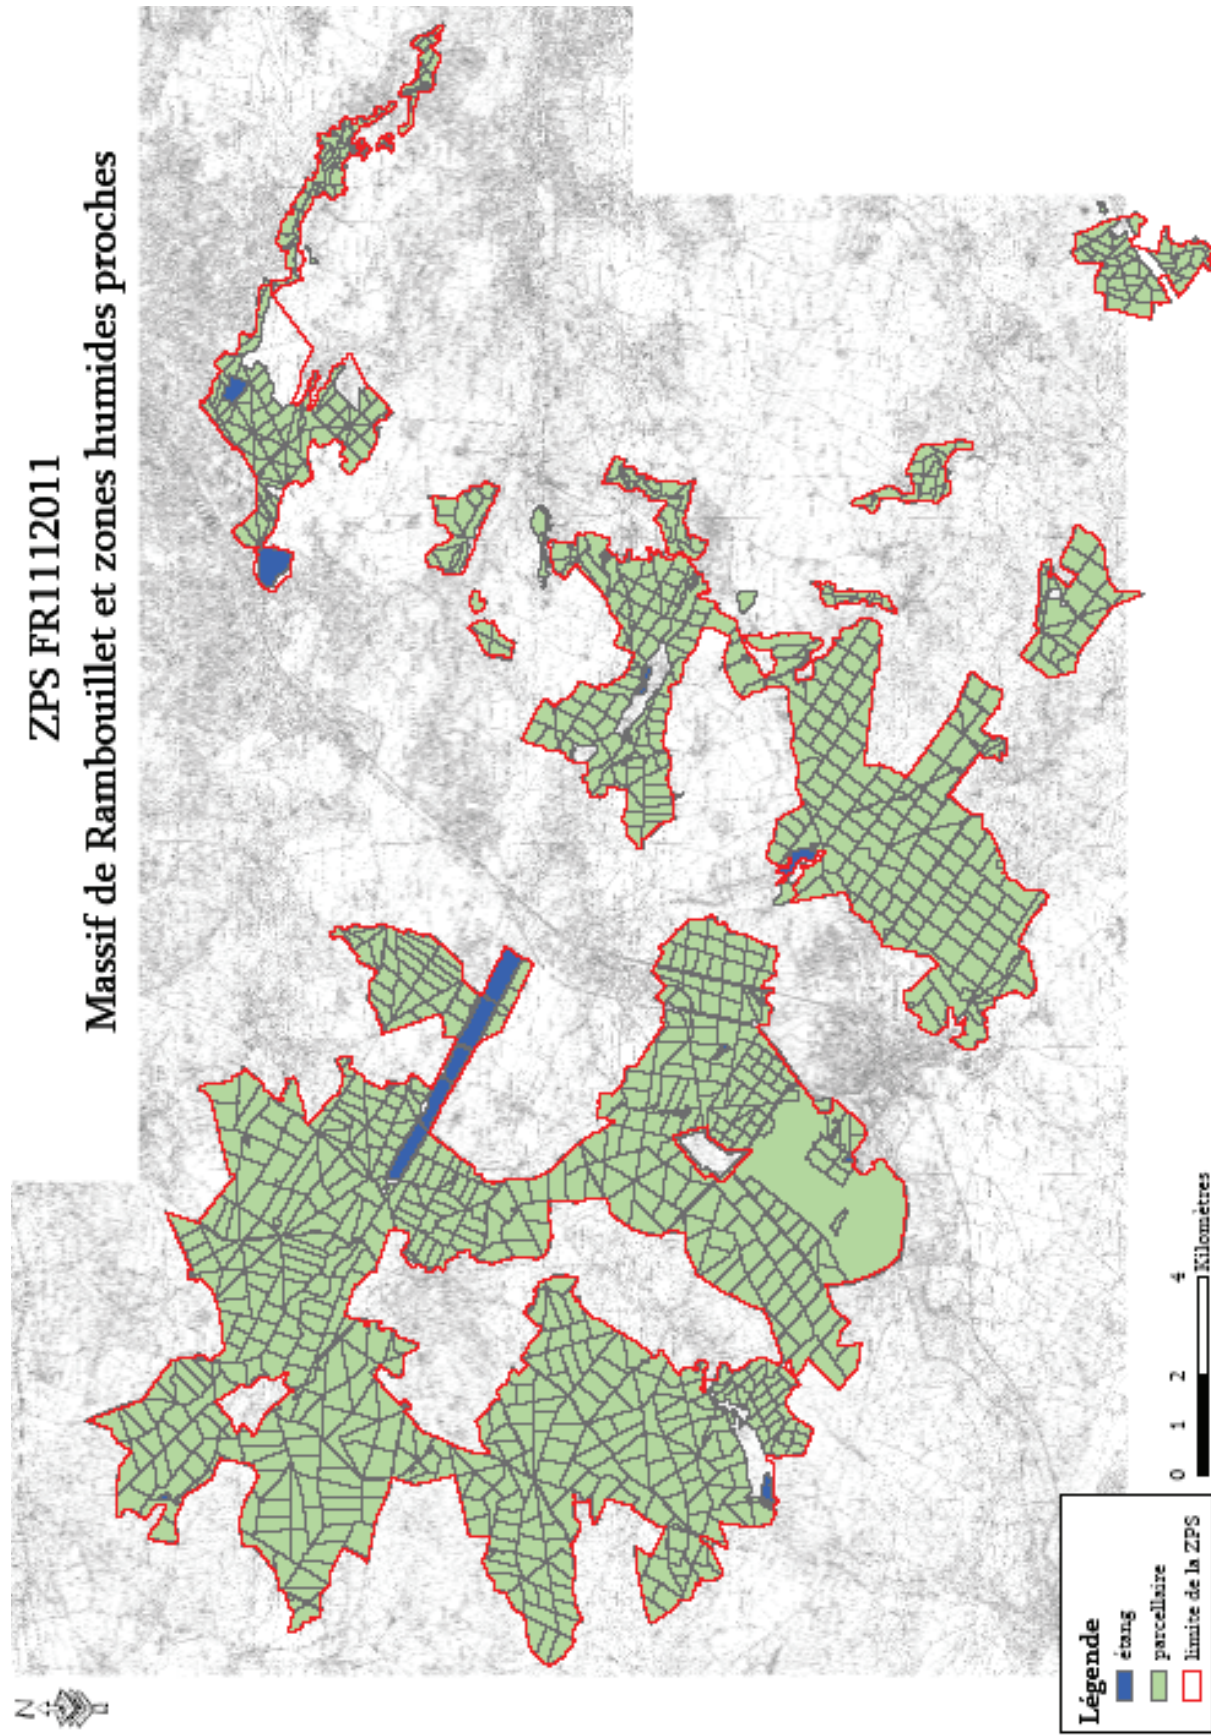 ZPS FR1112011
Massif de Rambouillet et zones humides proches
N
Légende
étang
parcellaire
limite de la ZPS
0 1 2 4
Kilomètres